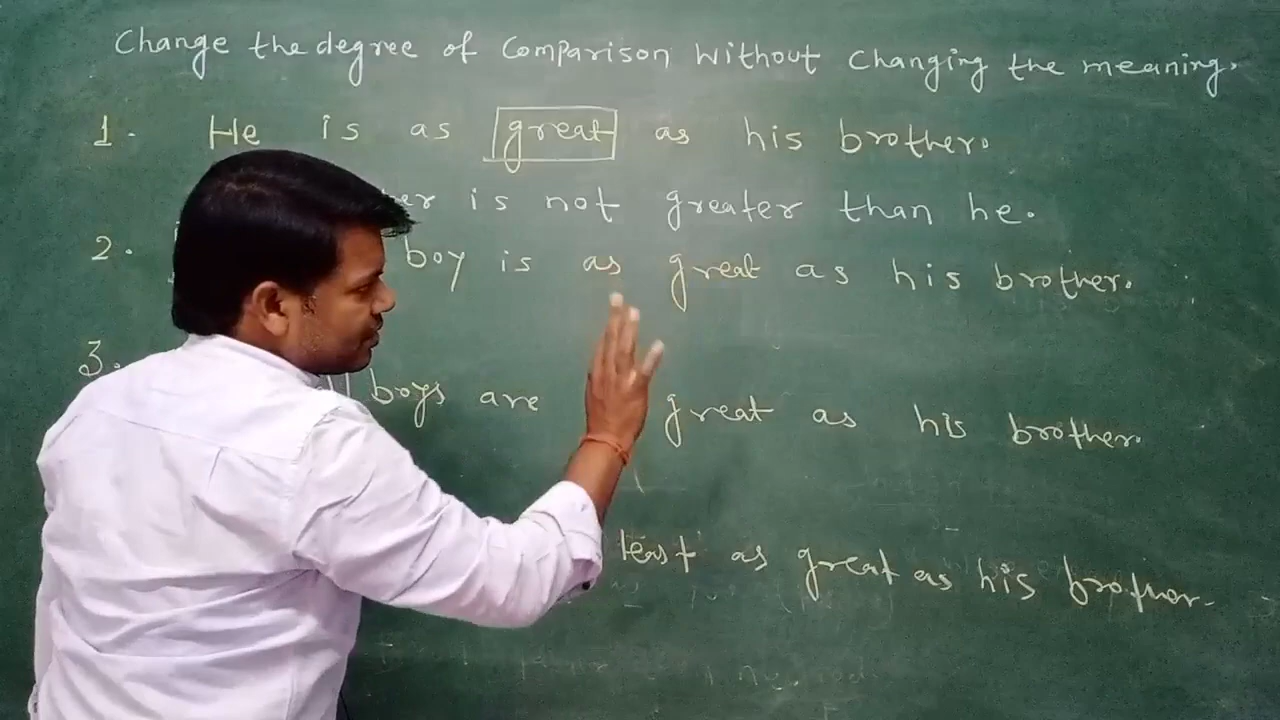 Change the degree of Comparison Without Changing the meaning.
1. He is as great as his brother.
er is not greater than he.
2. boy is as great as his brother.
3. boys are great as his brother.
least as great as his brother.